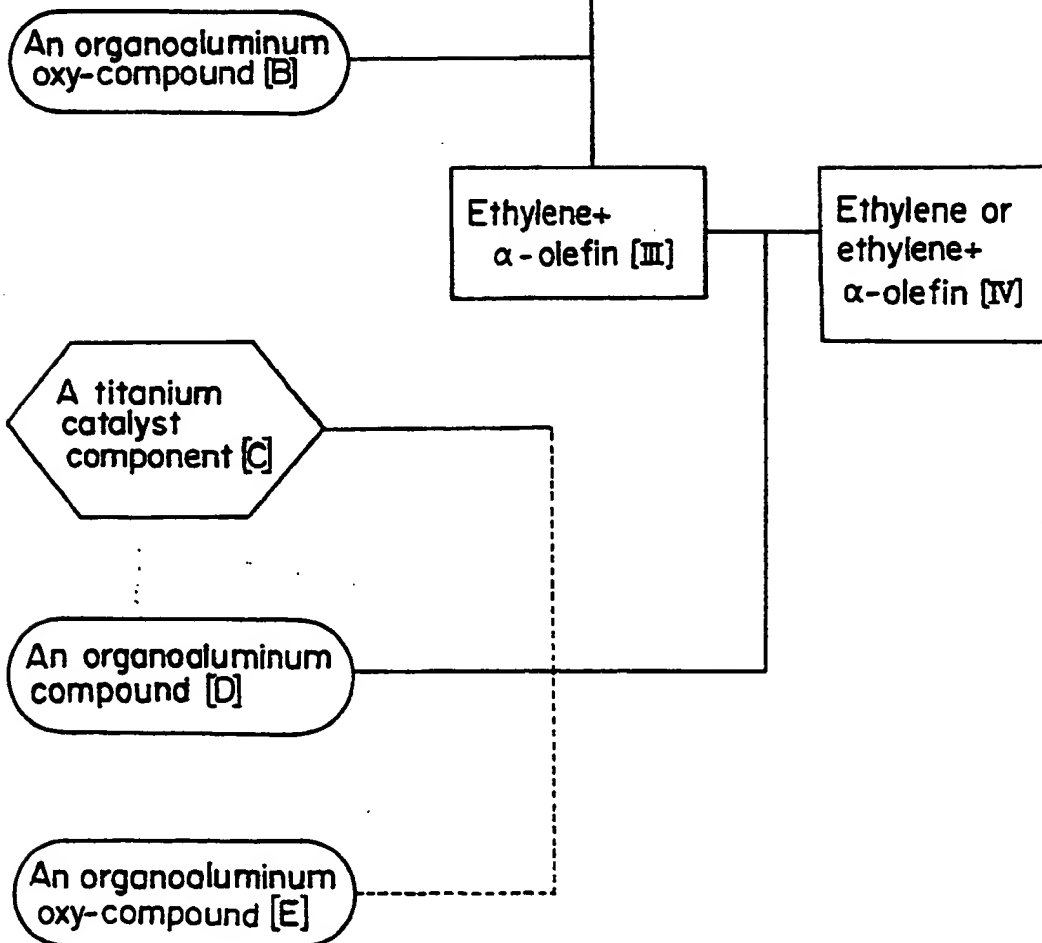 An organoaluminum
oxy-compound [B]
Ethylene+
α-olefin [III]
Ethylene or
ethylene+
α-olefin [IV]
A titanium
catalyst
component [C]
An organoaluminum
compound [D]
An organoaluminum
oxy-compound [E]